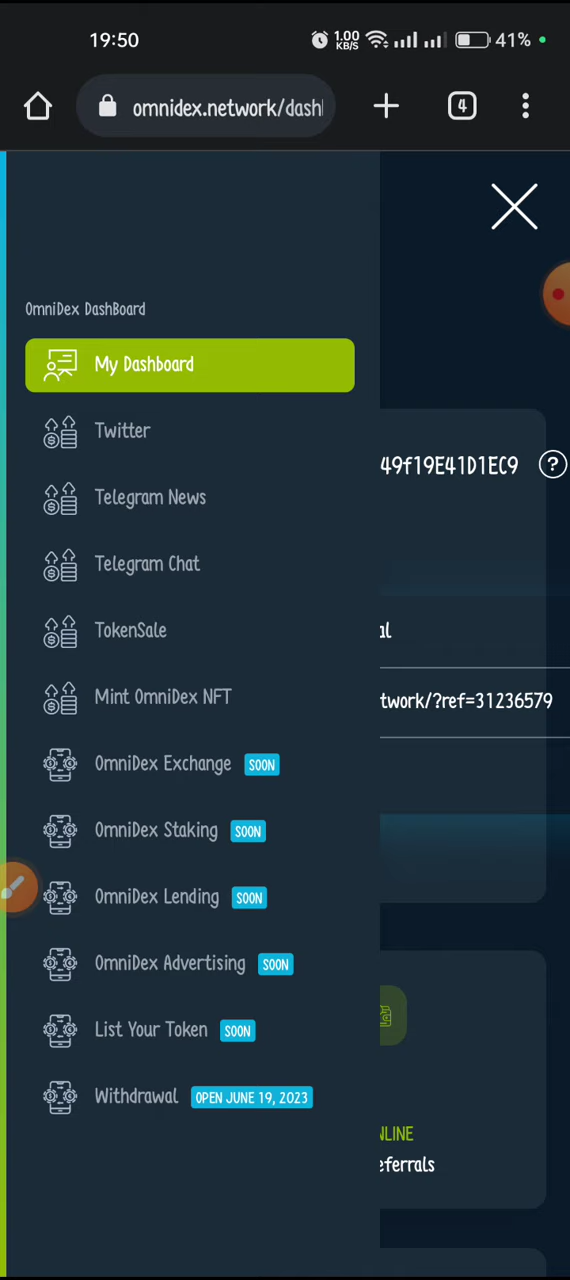 19:50
1.00
KB/S
41%
omnidex.network/dash
4
OmniDex DashBoard
My Dashboard
Twitter
49f19E41D1EC9
?
Telegram News
Telegram Chat
TokenSale
al
Mint OmniDex NFT
twork/?ref=31236579
OmniDex Exchange SOON
OmniDex Staking SOON
OmniDex Lending SOON
OmniDex Advertising SOON
List Your Token SOON
Withdrawal OPEN JUNE 19, 2023
NLINE
eferrals